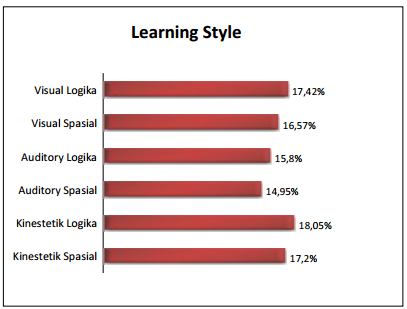 Learning Style
Visual Logika 17,42%
Visual Spasial 16,57%
Auditory Logika 15,8%
Auditory Spasial 14,95%
Kinestetik Logika 18,05%
Kinestetik Spasial 17,2%